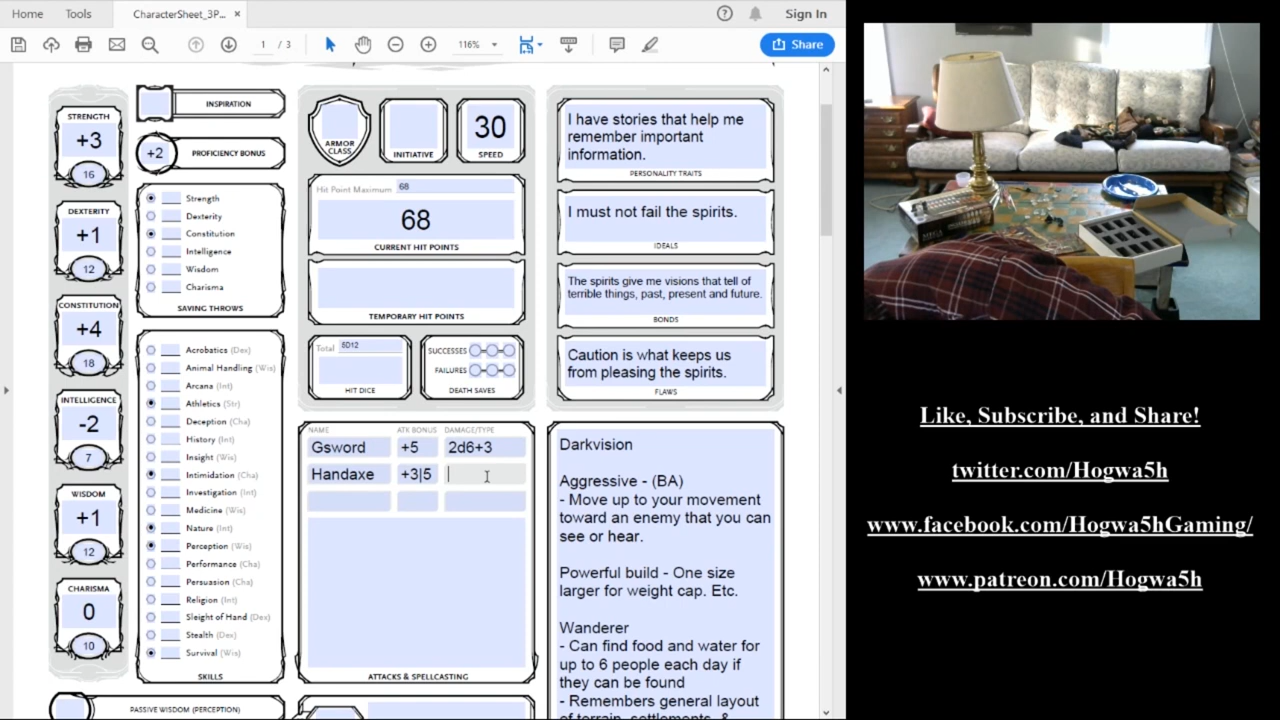 Home Tools CharacterSheet_3P... × Sign In
1 / 3 116% Share
STRENGTH
+3
16
DEXTERITY
+1
12
CONSTITUTION
+4
18
INTELLIGENCE
-2
7
WISDOM
+1
12
CHARISMA
0
10
INSPIRATION
+2 PROFICIENCY BONUS
Strength
Dexterity
Constitution
Intelligence
Wisdom
Charisma
SAVING THROWS
Acrobatics (Dex)
Animal Handling (Wis)
Arcana (Int)
Athletics (Str)
Deception (Cha)
History (Int)
Insight (Wis)
Intimidation (Cha)
Investigation (Int)
Medicine (Wis)
Nature (Int)
Perception (Wis)
Performance (Cha)
Persuasion (Cha)
Religion (Int)
Sleight of Hand (Dex)
Stealth (Dex)
Survival (Wis)
SKILLS
PASSIVE WISDOM (PERCEPTION)
ARMOR
CLASS
INITIATIVE
30
SPEED
Hit Point Maximum 68
68
CURRENT HIT POINTS
TEMPORARY HIT POINTS
Total 5D12
HIT DICE
SUCCESSES
FAILURES
DEATH SAVES
NAME ATK BONUS DAMAGE/TYPE
Gsword +5 2d6+3
Handaxe +3|5
ATTACKS & SPELLCASTING
I have stories that help me
remember important
information.
PERSONALITY TRAITS
I must not fail the spirits.
IDEALS
The spirits give me visions that tell of
terrible things, past, present and future.
BONDS
Caution is what keeps us
from pleasing the spirits.
FLAWS
Darkvision
Aggressive - (BA)
- Move up to your movement
toward an enemy that you can
see or hear.
Powerful build - One size
larger for weight cap. Etc.
Wanderer
- Can find food and water for
up to 6 people each day if
they can be found
- Remembers general layout
of terrain, settlements, &
Like, Subscribe, and Share!
twitter.com/Hogwa5h
www.facebook.com/Hogwa5hGaming/
www.patreon.com/Hogwa5h